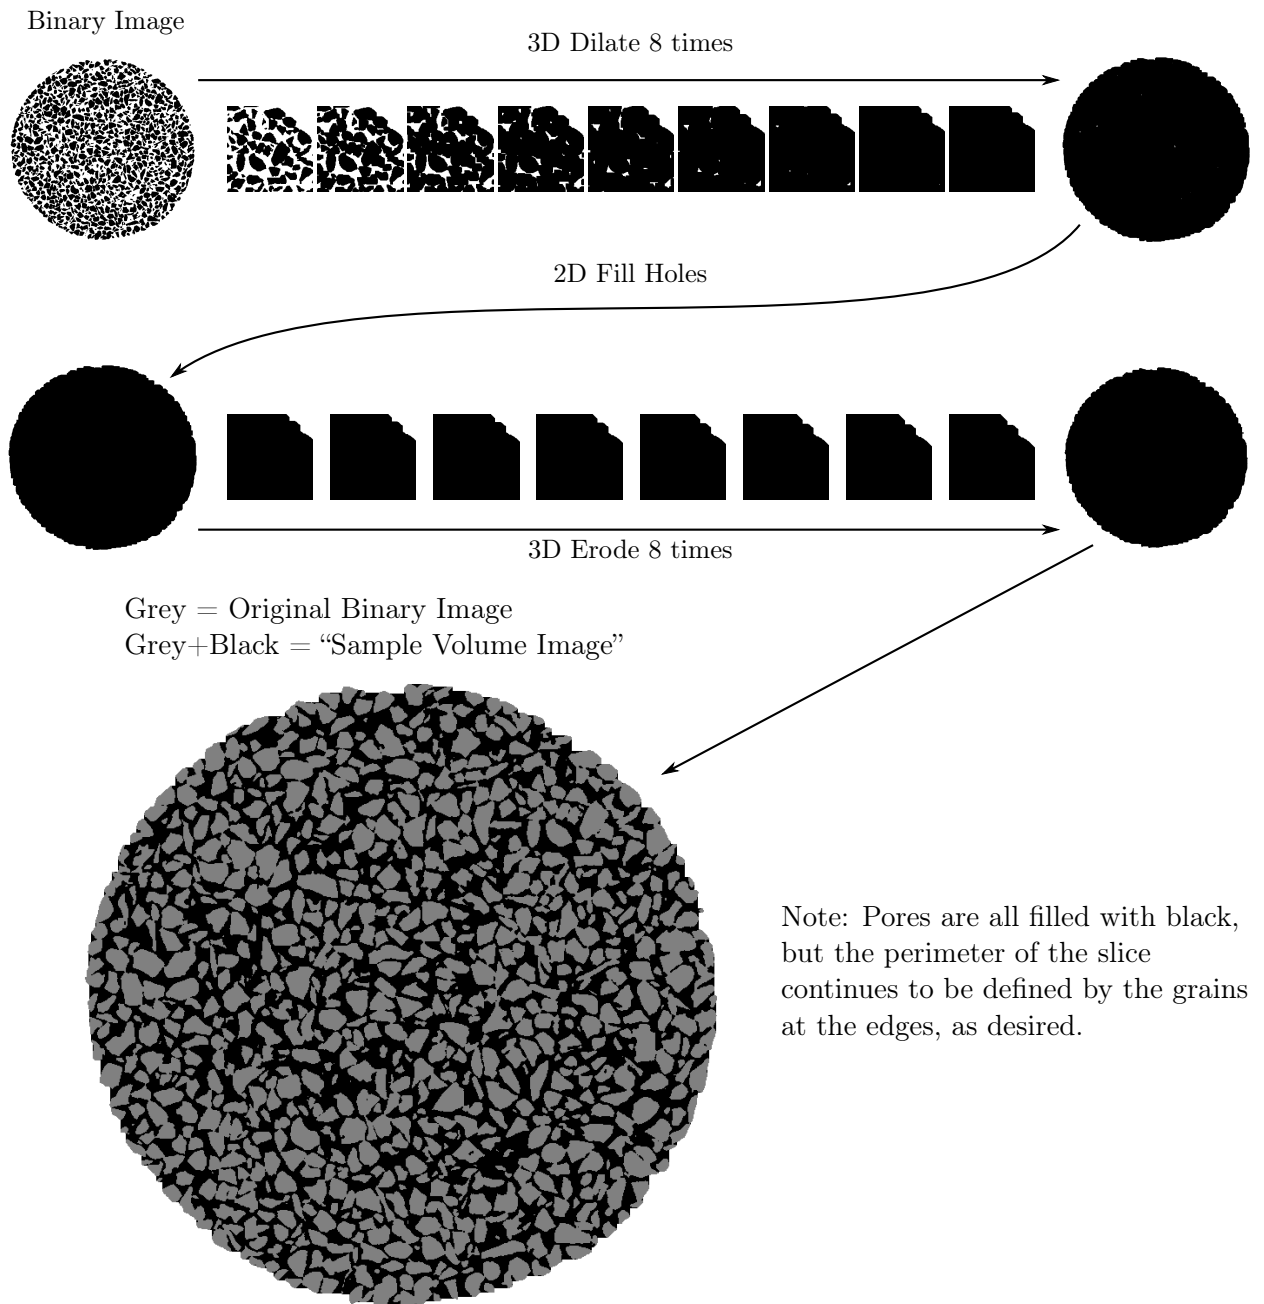 Binary Image
3D Dilate 8 times
2D Fill Holes
3D Erode 8 times
Grey = Original Binary Image
Grey+Black = “Sample Volume Image”
Note: Pores are all filled with black,
but the perimeter of the slice
continues to be defined by the grains
at the edges, as desired.